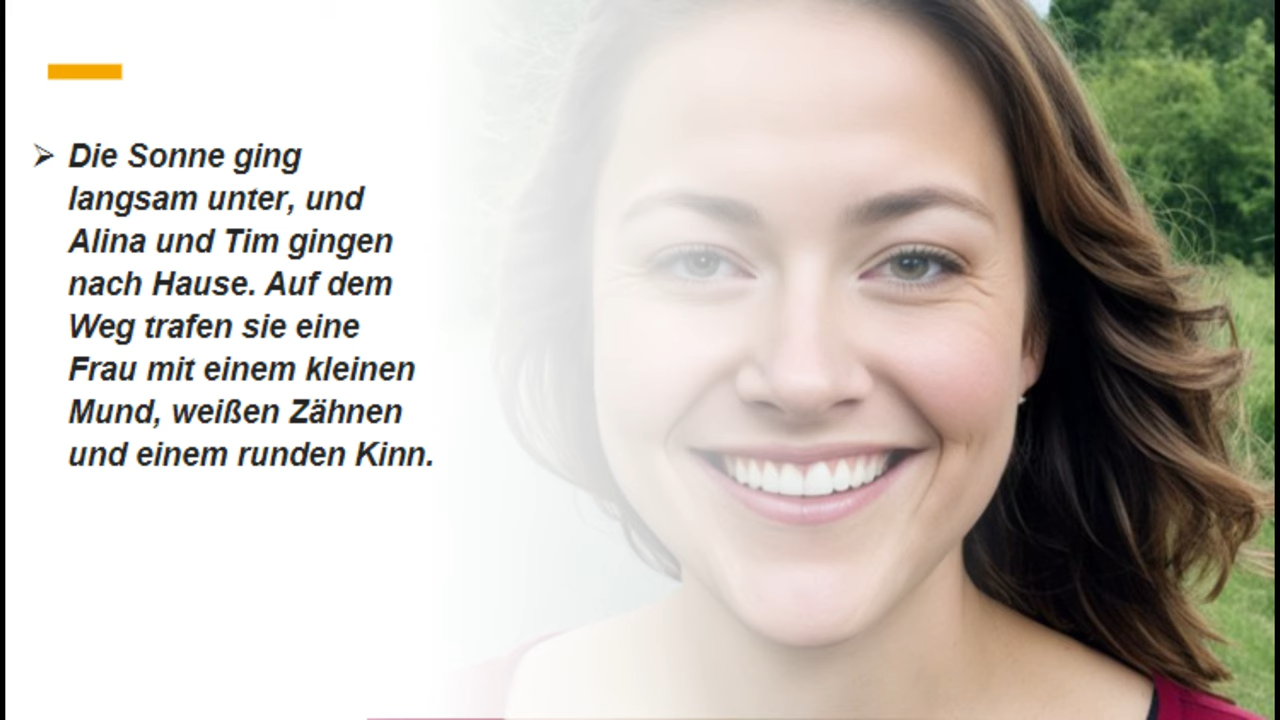 Die Sonne ging
langsam unter, und
Alina und Tim gingen
nach Hause. Auf dem
Weg trafen sie eine
Frau mit einem kleinen
Mund, weißen Zähnen
und einem runden Kinn.